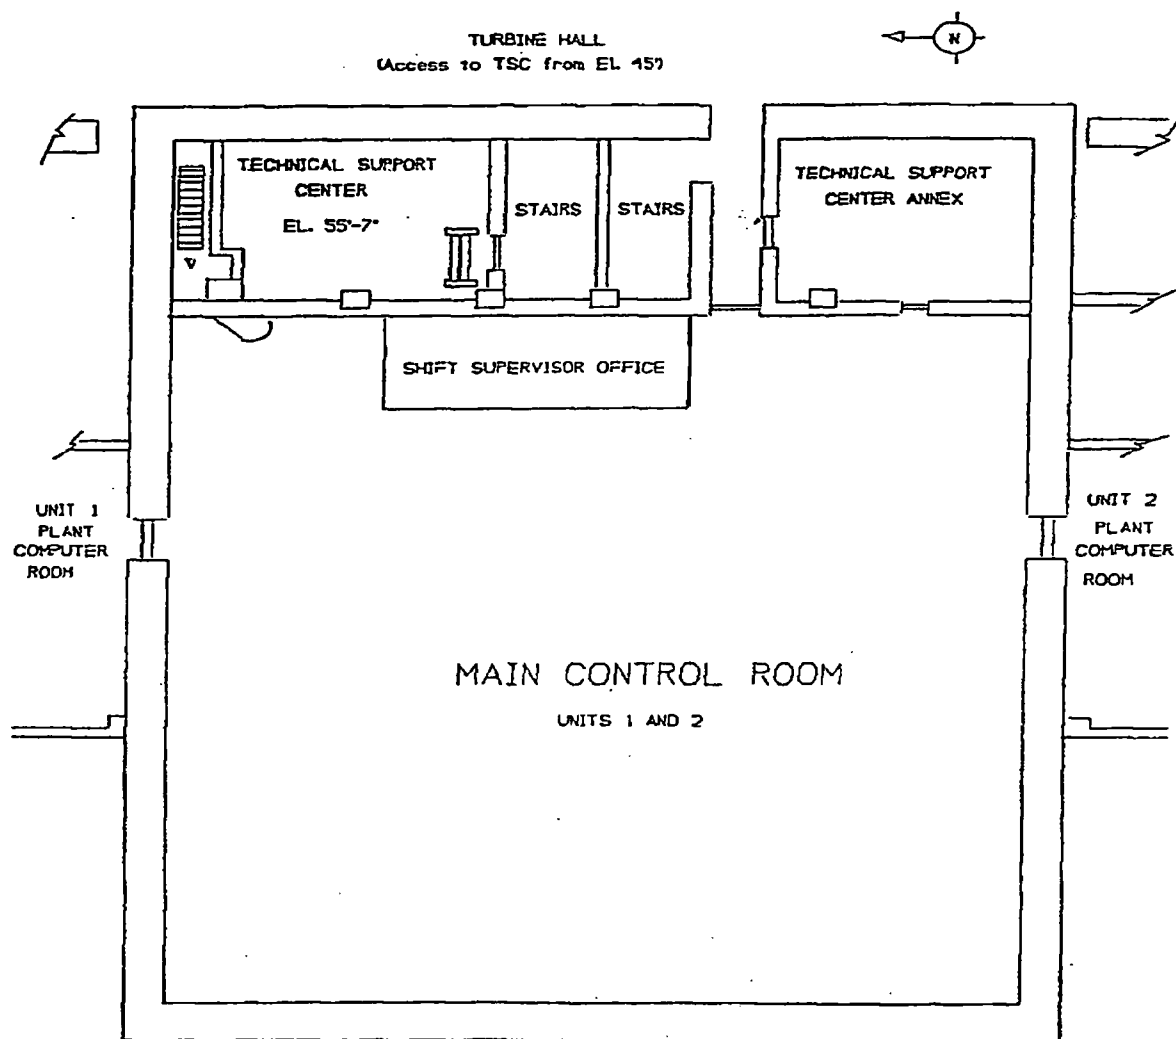 TURBINE HALL
(Access to TSC from EL 45')
N
TECHNICAL SUPPORT
CENTER
EL. 55'-7"
STAIRS
STAIRS
TECHNICAL SUPPORT
CENTER ANNEX
SHIFT SUPERVISOR OFFICE
UNIT 1
PLANT
COMPUTER
ROOM
UNIT 2
PLANT
COMPUTER
ROOM
MAIN CONTROL ROOM
UNITS 1 AND 2